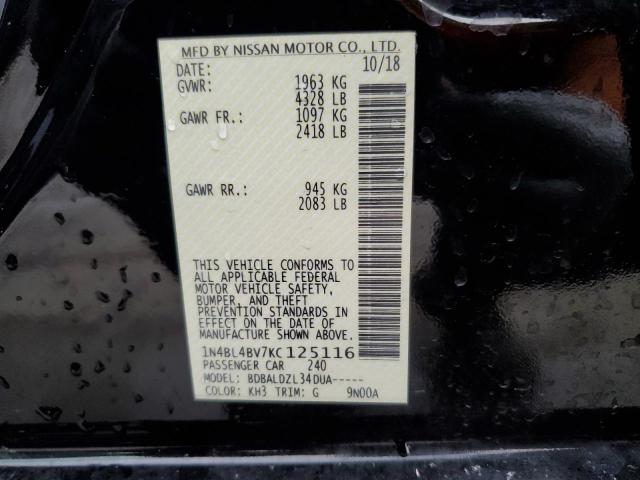 MFD BY NISSAN MOTOR CO., LTD.
DATE: 10/18
GVWR: 1963 KG
4328 LB
GAWR FR.: 1097 KG
2418 LB
GAWR RR.: 945 KG
2083 LB
THIS VEHICLE CONFORMS TO
ALL APPLICABLE FEDERAL
MOTOR VEHICLE SAFETY,
BUMPER, AND THEFT
PREVENTION STANDARDS IN
EFFECT ON THE DATE OF
MANUFACTURE SHOWN ABOVE.
1N4BL4BV7KC125116
PASSENGER CAR 240
MODEL: BDBALDZL34DUA-----
COLOR: KH3 TRIM: G 9N00A